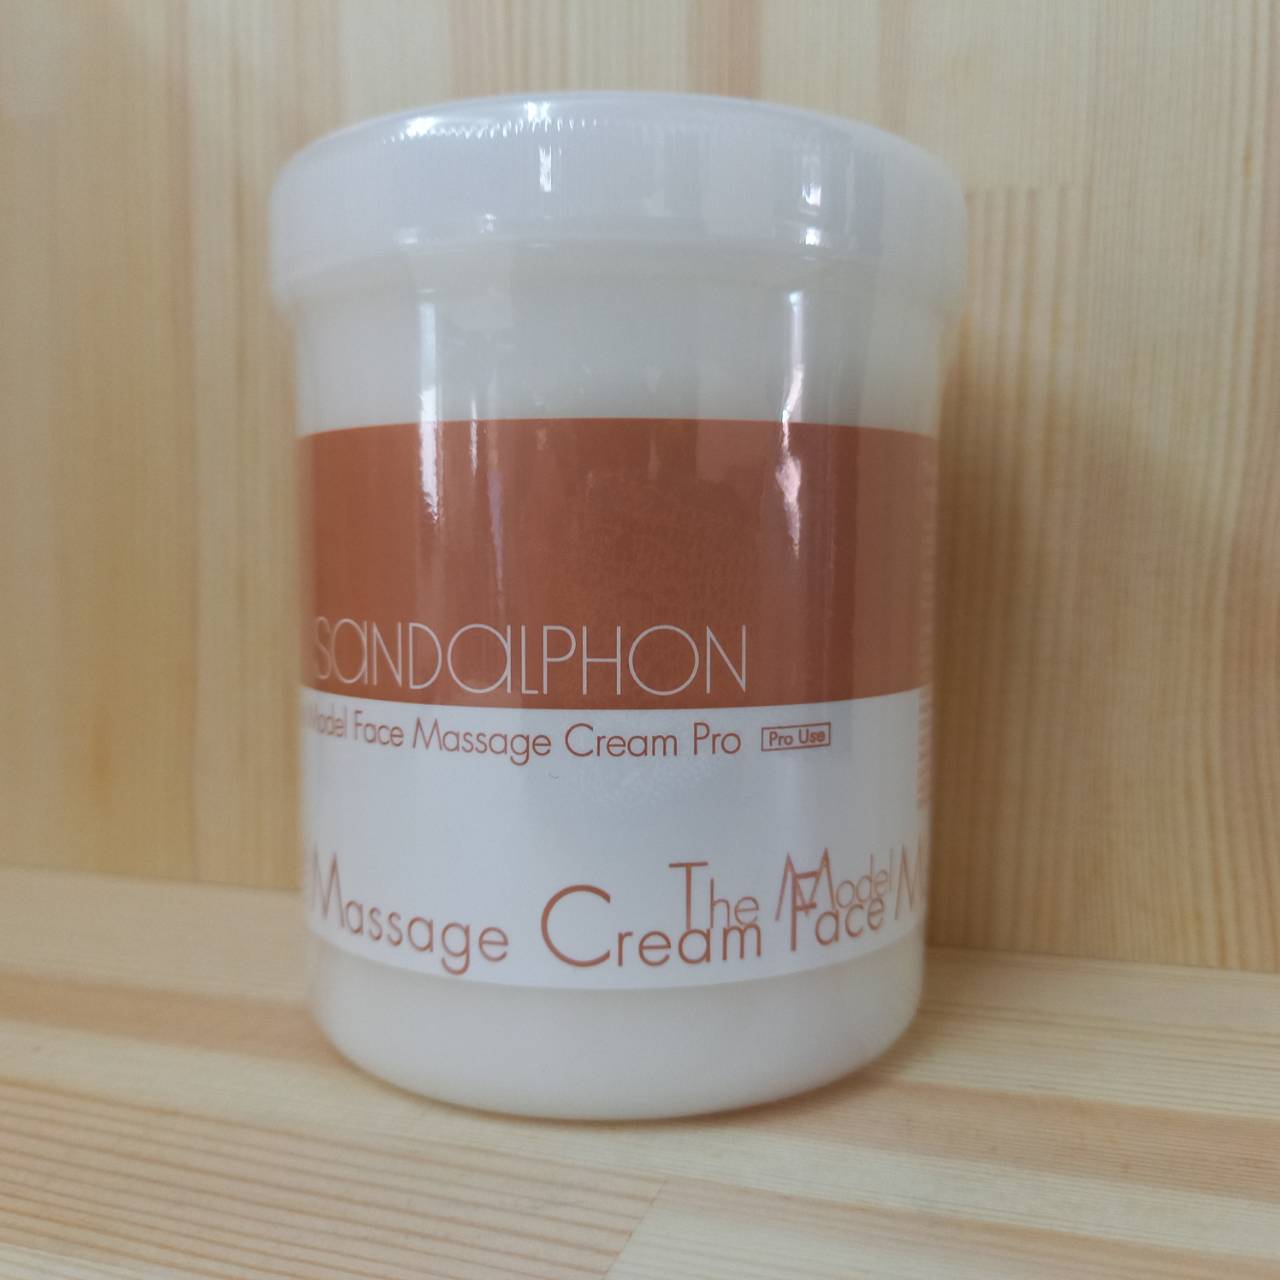 SANDALPHON
Model Face Massage Cream Pro Pro Use
The Model
Massage Cream Face M